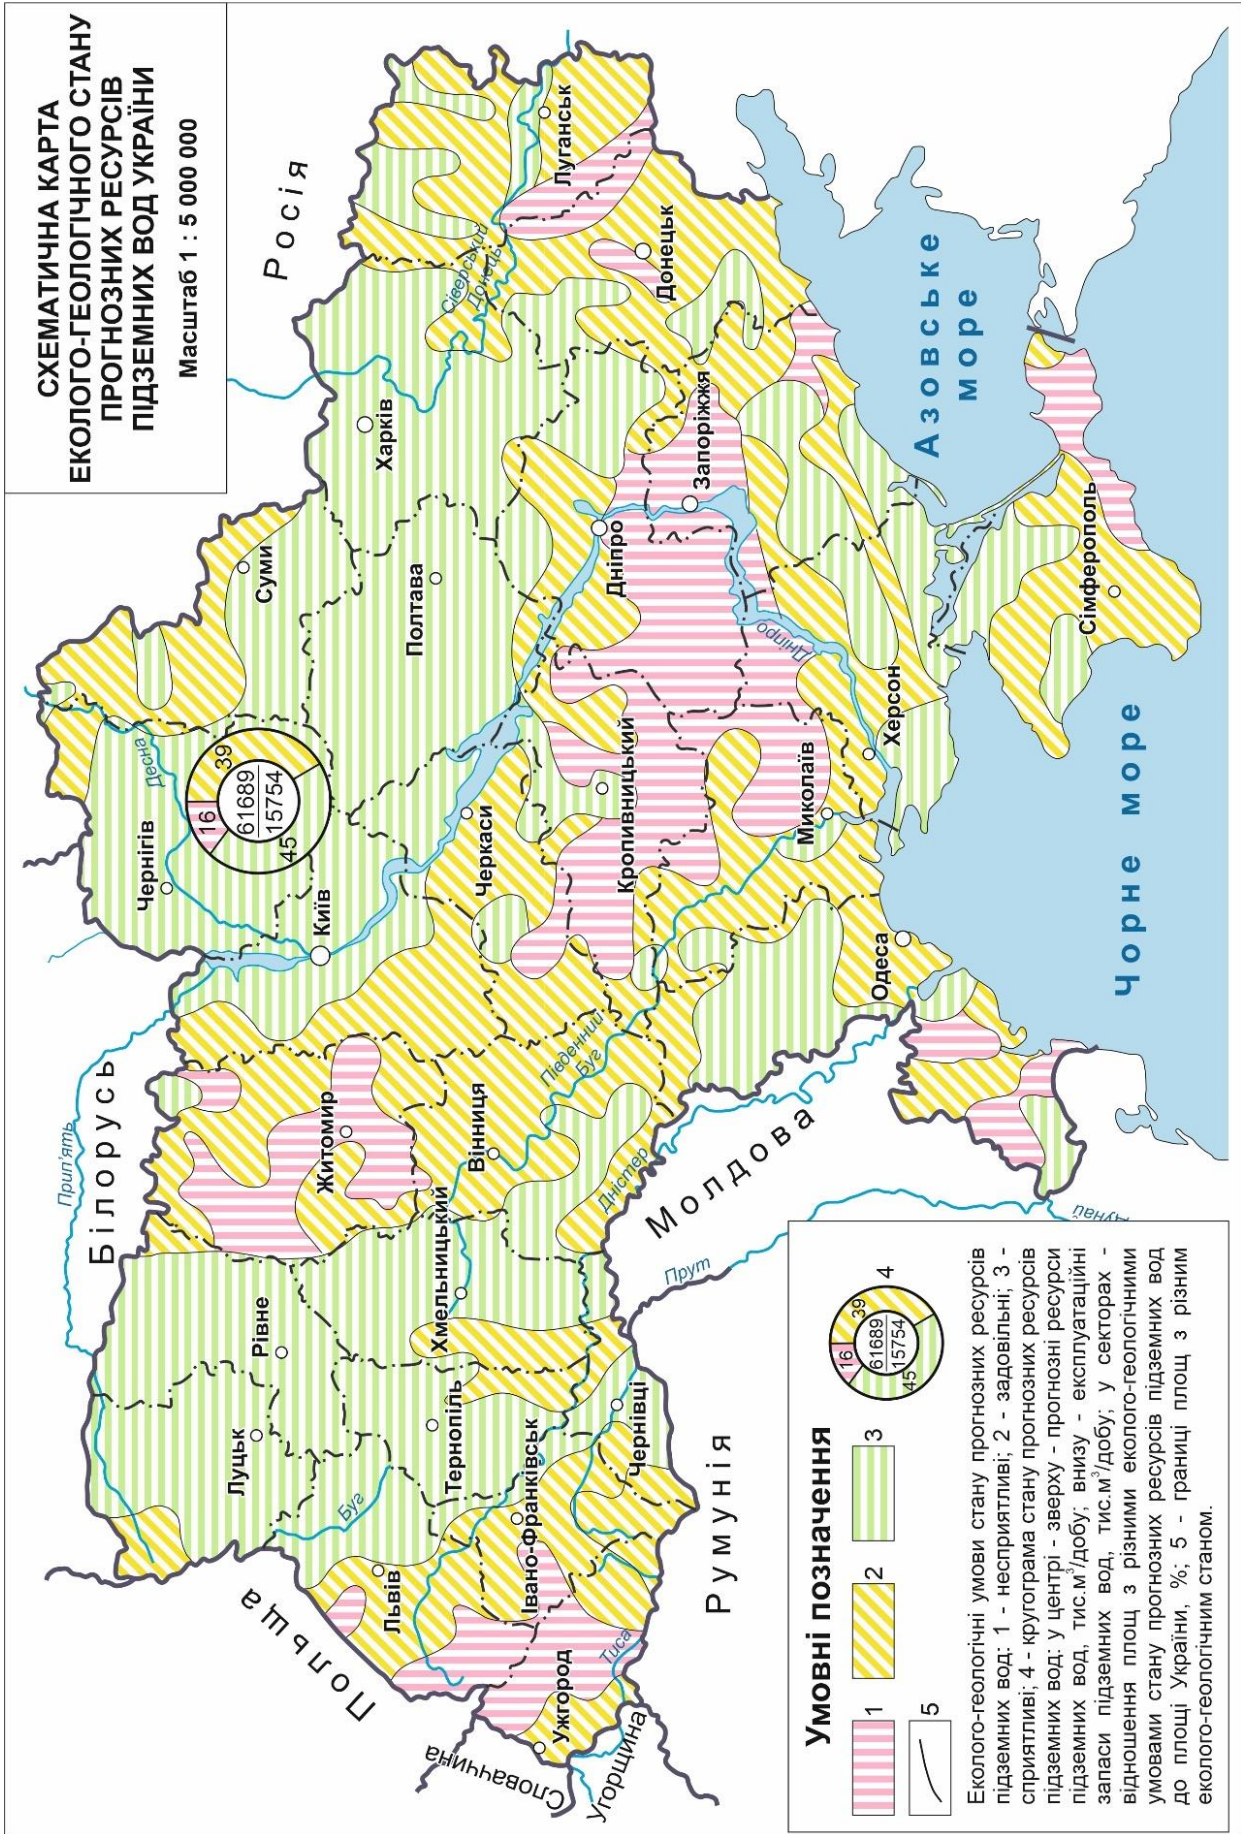 СХЕМАТИЧНА КАРТА
ЕКОЛОГО-ГЕОЛОГІЧНОГО СТАНУ
ПРОГНОЗНИХ РЕСУРСІВ
ПІДЗЕМНИХ ВОД УКРАЇНИ
Масштаб 1 : 5 000 000
Білорусь
Росія
Польща
Словаччина
Угорщина
Румунія
Молдова
Прип'ять
Десна
Сіверський
Донець
Буг
Південний
Буг
Дністер
Дніпро
Прут
Тиса
Дунай
Луцьк
Рівне
Житомир
Київ
Чернігів
Суми
Харків
Луганськ
Львів
Тернопіль
Хмельницький
Вінниця
Черкаси
Полтава
Ужгород
Івано-франківськ
Чернівці
Кропивницький
Дніпро
Донецьк
Запоріжжя
Одеса
Миколаїв
Херсон
Сімферополь
Чорне море
Азовське
море
16
39
61689
15754
45
Умовні позначення
1
2
3
16
39
61689
15754
45
4
5
Еколого-геологічні умови стану прогнозних ресурсів
підземних вод: 1 - несприятливі; 2 - задовільні; 3 -
сприятливі; 4 - кругограма стану прогнозних ресурсів
підземних вод: у центрі - зверху - прогнозні ресурси
підземних вод, тис.м³/добу; внизу - експлуатаційні
запаси підземних вод, тис.м³/добу; у секторах -
відношення площ з різними еколого-геологічними
умовами стану прогнозних ресурсів підземних вод
до площі України, %; 5 - границі площ з різним
еколого-геологічним станом.